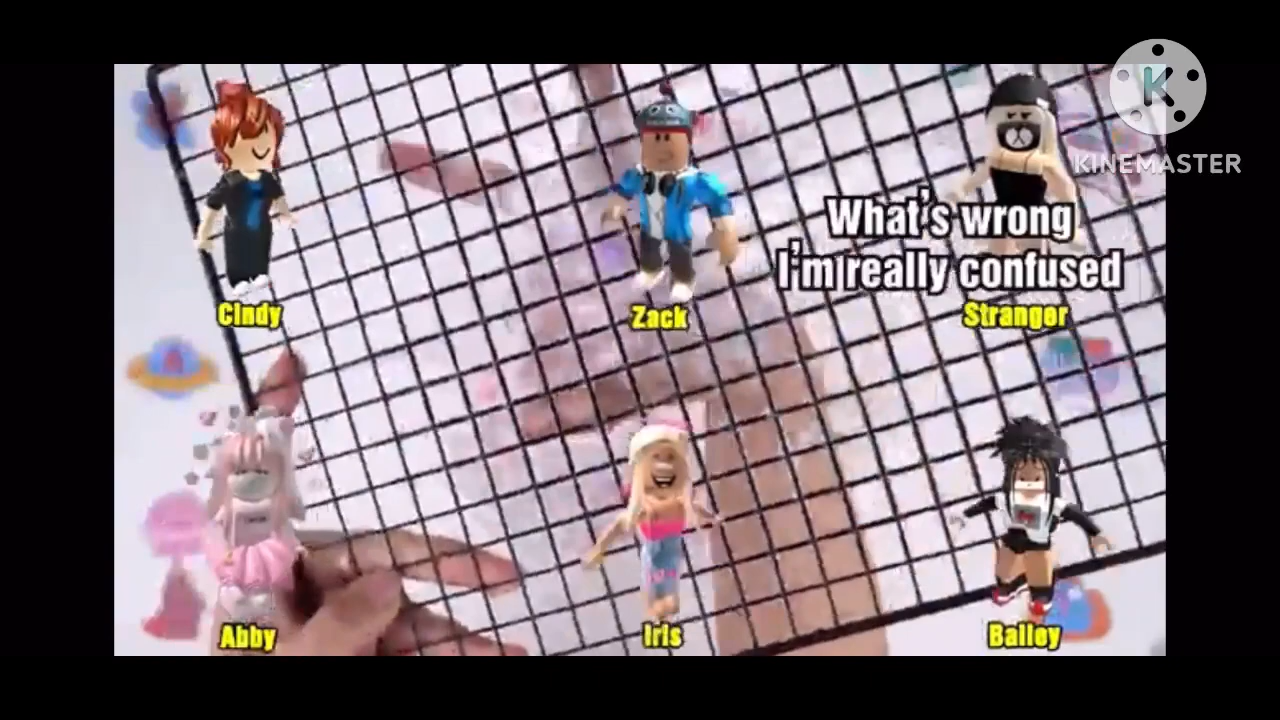 KINEMASTER
What's wrong
I'm really confused
Cindy
Zack
Stranger
Abby
Iris
Bailey